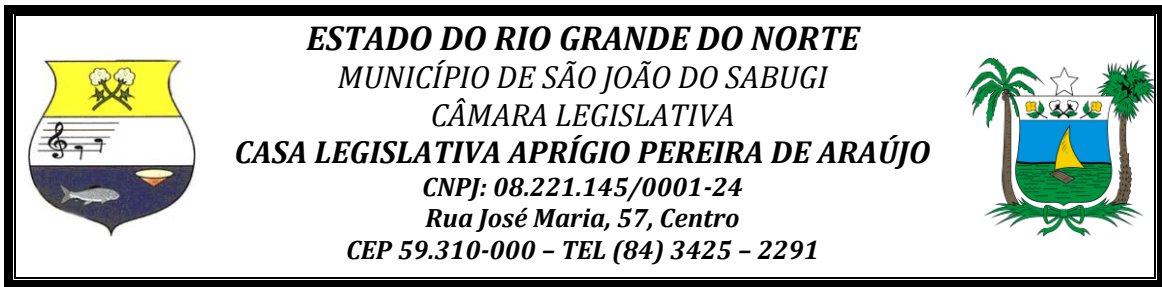 ESTADO DO RIO GRANDE DO NORTE
MUNICÍPIO DE SÃO JOÃO DO SABUGI
CÂMARA LEGISLATIVA
CASA LEGISLATIVA APRÍGIO PEREIRA DE ARAÚJO
CNPJ: 08.221.145/0001-24
Rua José Maria, 57, Centro
CEP 59.310-000 – TEL (84) 3425 – 2291